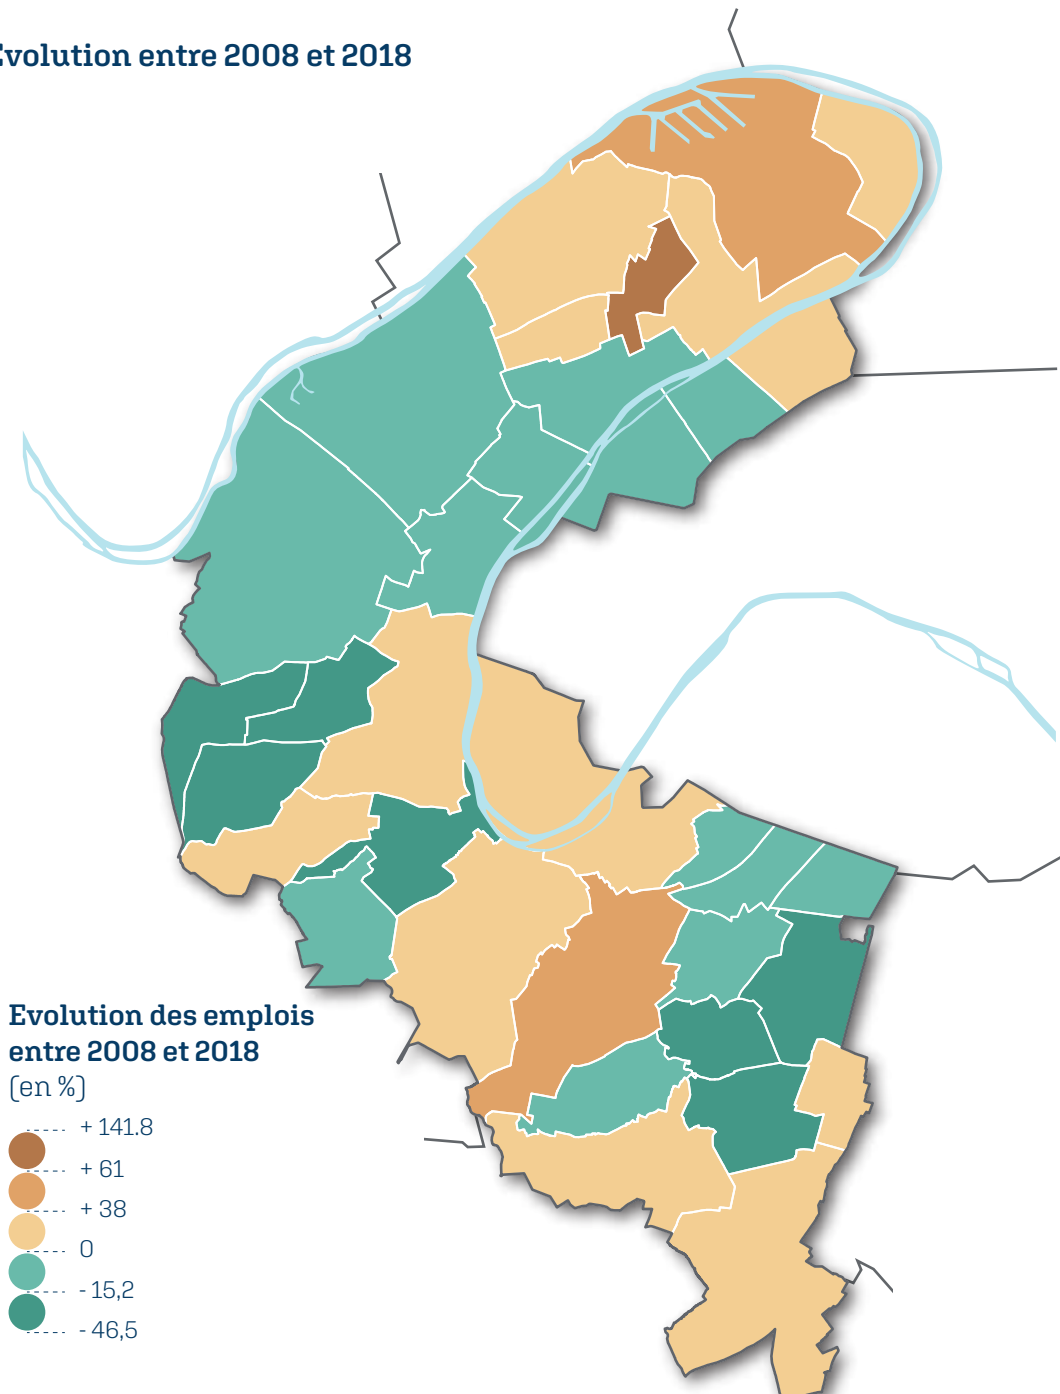 Evolution entre 2008 et 2018
Evolution des emplois
entre 2008 et 2018
(en %)
+ 141.8
+ 61
+ 38
0
- 15,2
- 46,5